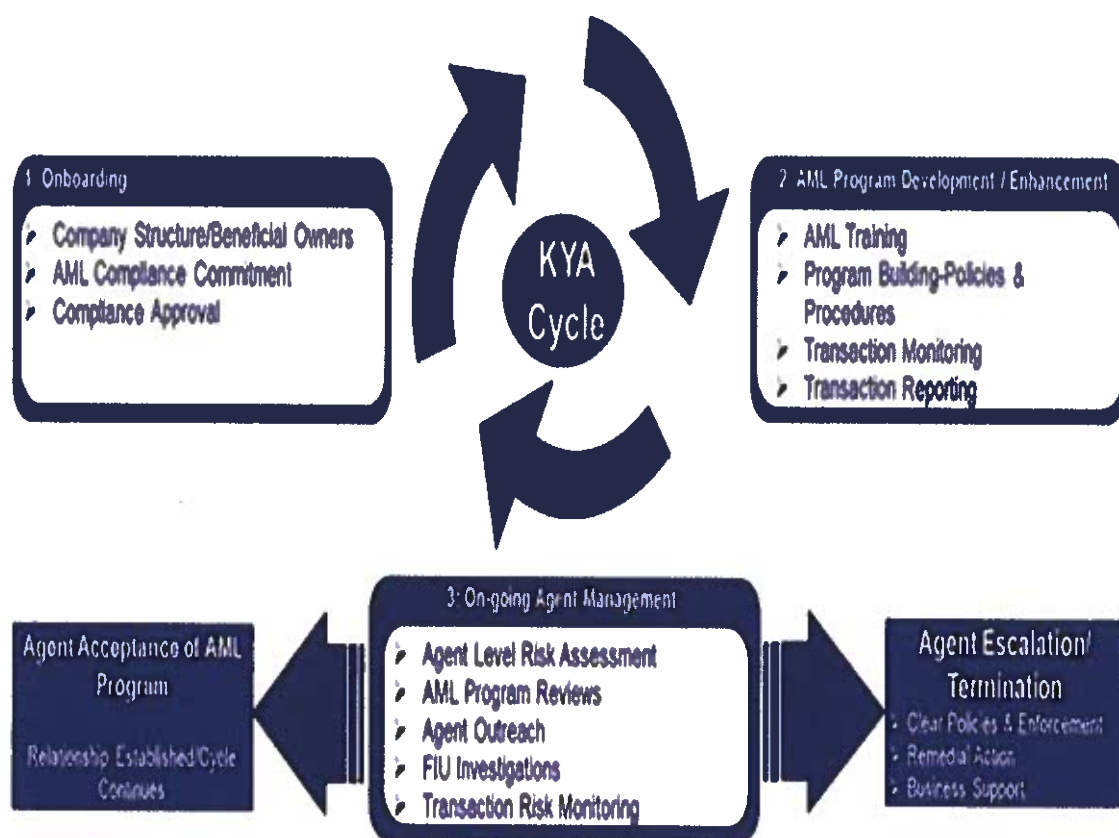 1. Onboarding
Company Structure/Beneficial Owners
AML Compliance Commitment
Compliance Approval
KYA
Cycle
2. AML Program Development / Enhancement
AML Training
Program Building-Policies &
Procedures
Transaction Monitoring
Transaction Reporting
Agent Acceptance of AML
Program
Relationship Established/Cycle
Continues
3: On-going Agent Management
Agent Level Risk Assessment
AML Program Reviews
Agent Outreach
FIU Investigations
Transaction Risk Monitoring
Agent Escalation/
Termination
Clear Policies & Enforcement
Remedial Action
Business Support